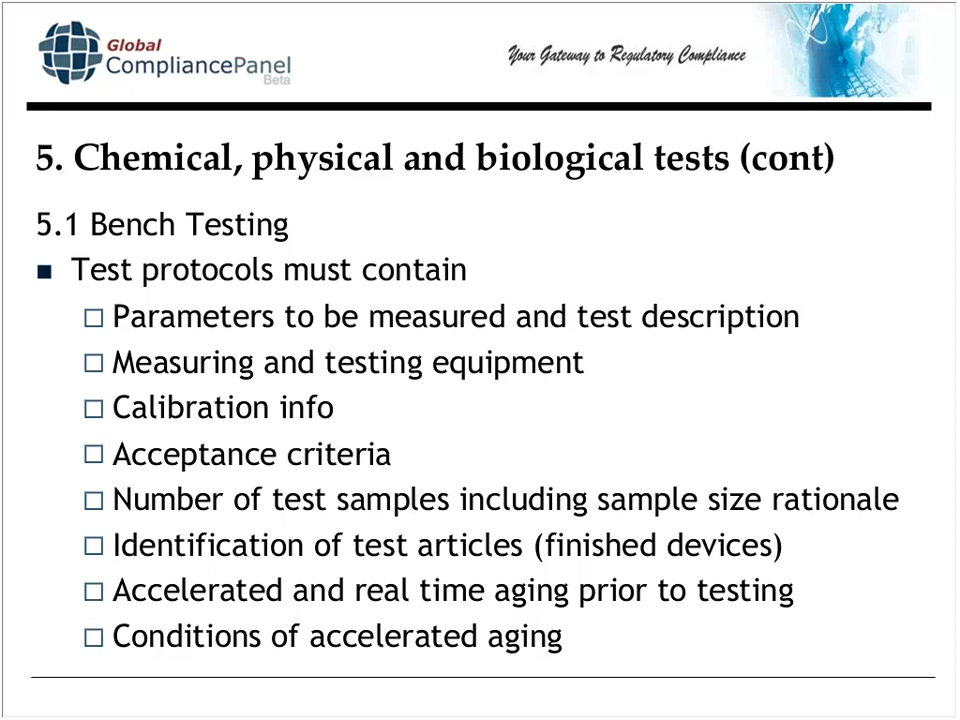 Global
CompliancePanel
Beta
Your Gateway to Regulatory Compliance
5. Chemical, physical and biological tests (cont)
5.1 Bench Testing
Test protocols must contain
Parameters to be measured and test description
Measuring and testing equipment
Calibration info
Acceptance criteria
Number of test samples including sample size rationale
Identification of test articles (finished devices)
Accelerated and real time aging prior to testing
Conditions of accelerated aging